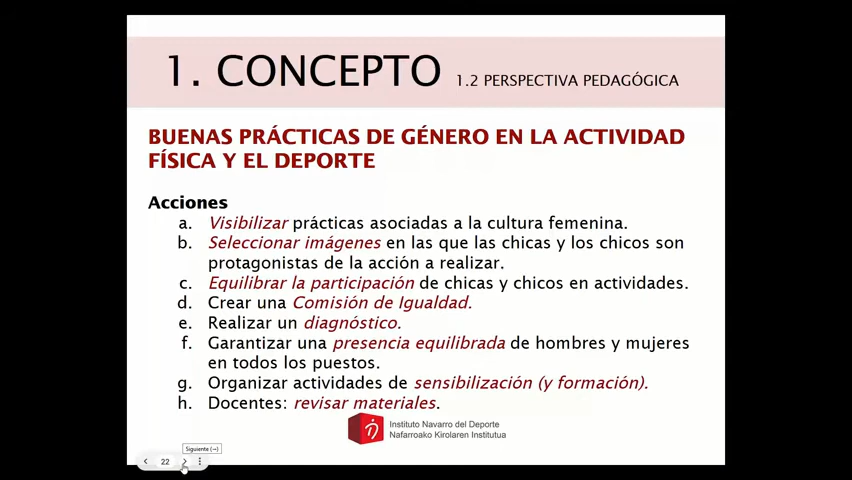 1. CONCEPTO 1.2 PERSPECTIVA PEDAGÓGICA
BUENAS PRÁCTICAS DE GÉNERO EN LA ACTIVIDAD
FÍSICA Y EL DEPORTE
Acciones
a. Visibilizar prácticas asociadas a la cultura femenina.
b. Seleccionar imágenes en las que las chicas y los chicos son
protagonistas de la acción a realizar.
c. Equilibrar la participación de chicas y chicos en actividades.
d. Crear una Comisión de Igualdad.
e. Realizar un diagnóstico.
f. Garantizar una presencia equilibrada de hombres y mujeres
en todos los puestos.
g. Organizar actividades de sensibilización (y formación).
h. Docentes: revisar materiales.
Instituto Navarro del Deporte
Nafarroako Kirolaren Institutua
Siguiente (→)
22